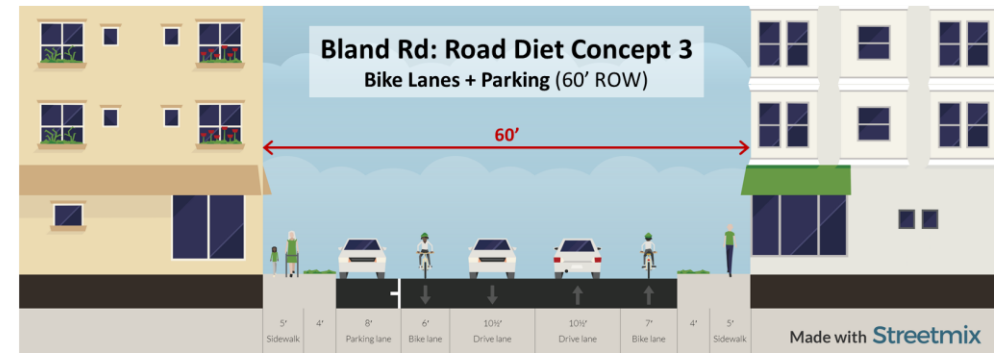 Bland Rd: Road Diet Concept 3
Bike Lanes + Parking (60’ ROW)
60’
5' 4' 8' 6' 10½' 10½' 7' 4' 5'
Sidewalk Parking lane Bike lane Drive lane Drive lane Bike lane Sidewalk
Made with Streetmix